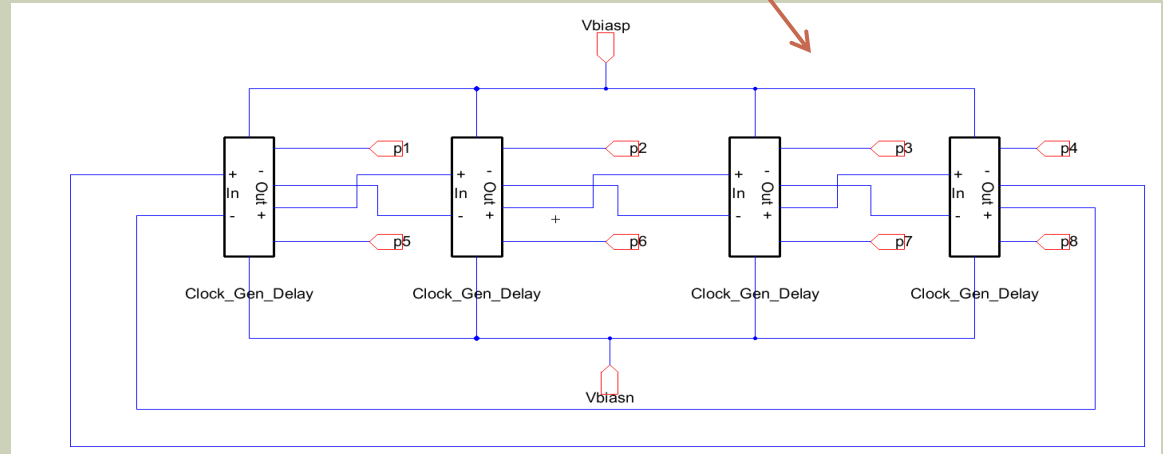 Vbiasp
p1
p2
p3
p4
+ In - - Out +
+ In - - Out +
+ In - - Out +
+ In - - Out +
p5
p6
p7
p8
Clock_Gen_Delay
Clock_Gen_Delay
Clock_Gen_Delay
Clock_Gen_Delay
Vbiasn